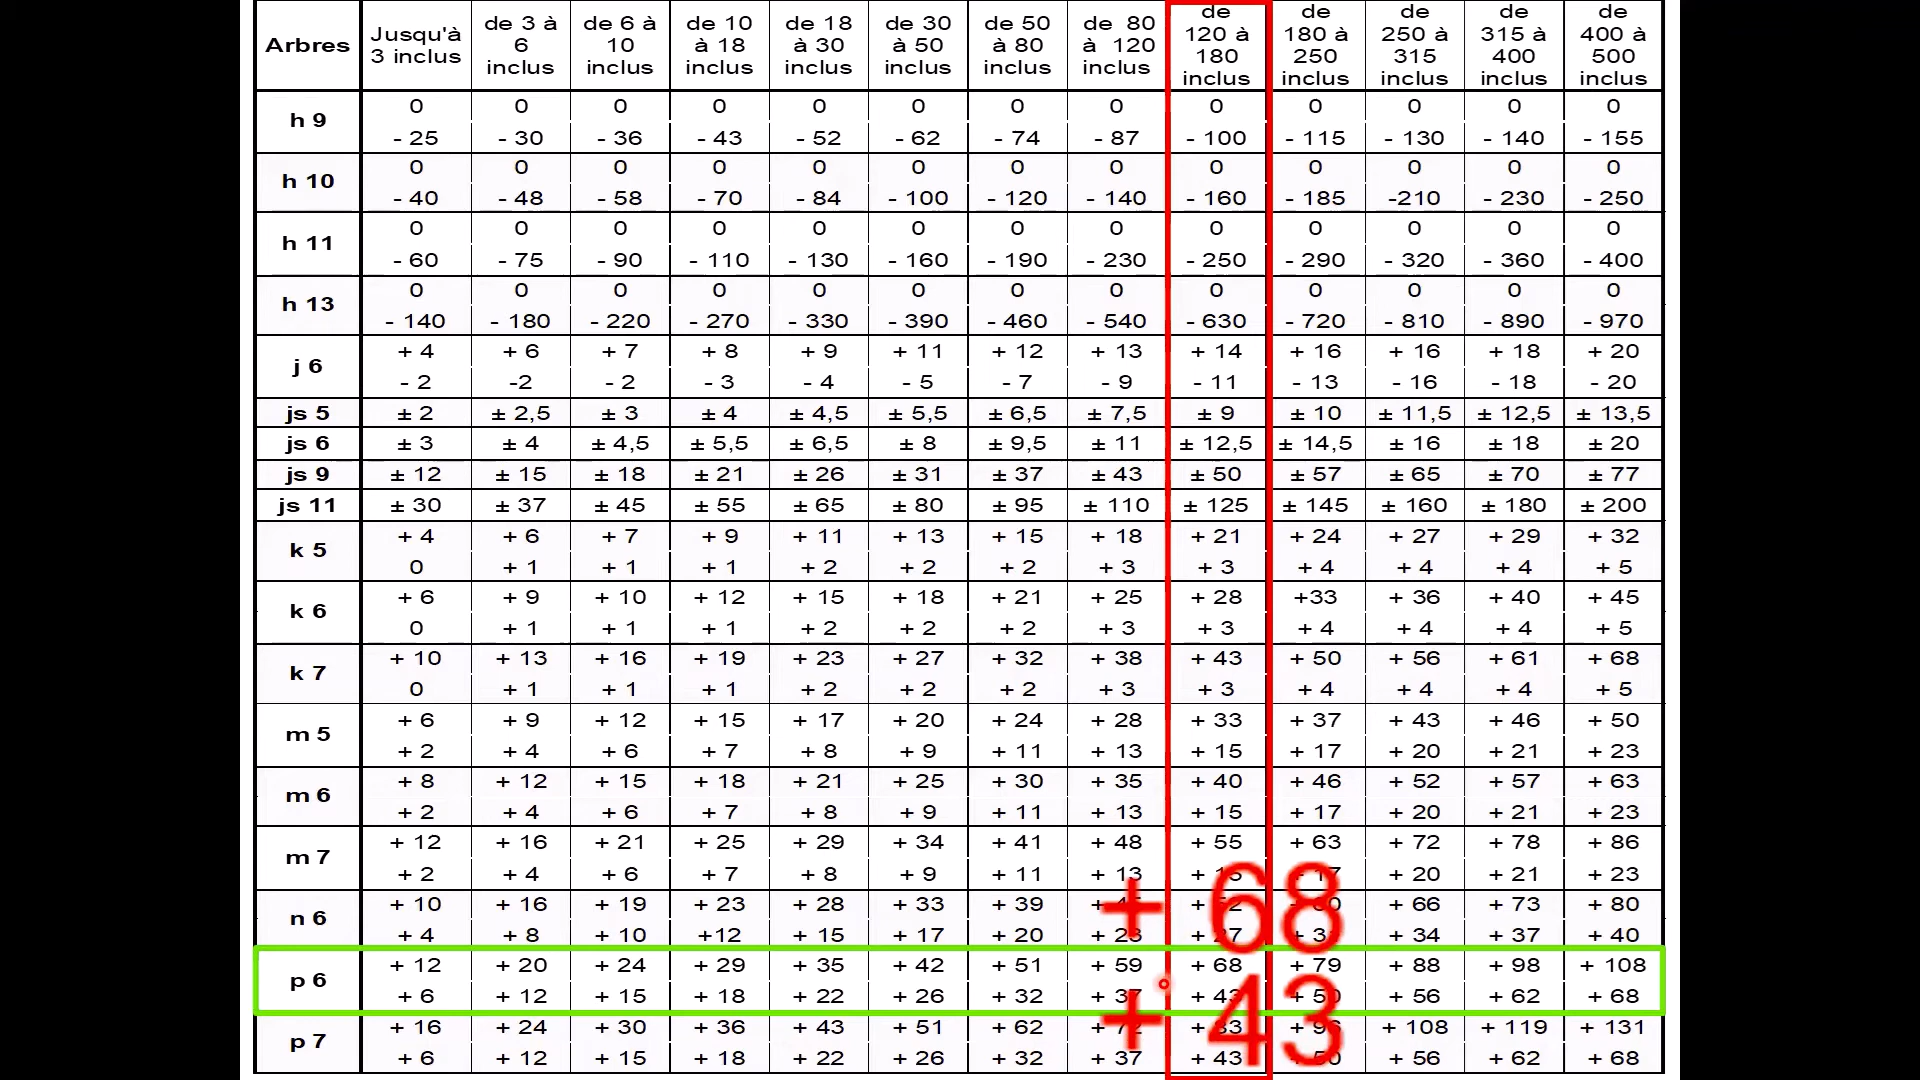 Arbres Jusqu'à 3 inclus de 3 à 6 inclus de 6 à 10 inclus de 10 à 18 inclus de 18 à 30 inclus de 30 à 50 inclus de 50 à 80 inclus de 80 à 120 inclus de 120 à 180 inclus de 180 à 250 inclus de 250 à 315 inclus de 315 à 400 inclus de 400 à 500 inclus
h 9 0 0 0 0 0 0 0 0 0 0 0 0 0
- 25 - 30 - 36 - 43 - 52 - 62 - 74 - 87 - 100 - 115 - 130 - 140 - 155
h 10 0 0 0 0 0 0 0 0 0 0 0 0 0
- 40 - 48 - 58 - 70 - 84 - 100 - 120 - 140 - 160 - 185 -210 - 230 - 250
h 11 0 0 0 0 0 0 0 0 0 0 0 0 0
- 60 - 75 - 90 - 110 - 130 - 160 - 190 - 230 - 250 - 290 - 320 - 360 - 400
h 13 0 0 0 0 0 0 0 0 0 0 0 0 0
- 140 - 180 - 220 - 270 - 330 - 390 - 460 - 540 - 630 - 720 - 810 - 890 - 970
j 6 + 4 + 6 + 7 + 8 + 9 + 11 + 12 + 13 + 14 + 16 + 16 + 18 + 20
- 2 -2 - 2 - 3 - 4 - 5 - 7 - 9 - 11 - 13 - 16 - 18 - 20
js 5 ± 2 ± 2,5 ± 3 ± 4 ± 4,5 ± 5,5 ± 6,5 ± 7,5 ± 9 ± 10 ± 11,5 ± 12,5 ± 13,5
js 6 ± 3 ± 4 ± 4,5 ± 5,5 ± 6,5 ± 8 ± 9,5 ± 11 ± 12,5 ± 14,5 ± 16 ± 18 ± 20
js 9 ± 12 ± 15 ± 18 ± 21 ± 26 ± 31 ± 37 ± 43 ± 50 ± 57 ± 65 ± 70 ± 77
js 11 ± 30 ± 37 ± 45 ± 55 ± 65 ± 80 ± 95 ± 110 ± 125 ± 145 ± 160 ± 180 ± 200
k 5 + 4 + 6 + 7 + 9 + 11 + 13 + 15 + 18 + 21 + 24 + 27 + 29 + 32
0 + 1 + 1 + 1 + 2 + 2 + 2 + 3 + 3 + 4 + 4 + 4 + 5
k 6 + 6 + 9 + 10 + 12 + 15 + 18 + 21 + 25 + 28 +33 + 36 + 40 + 45
0 + 1 + 1 + 1 + 2 + 2 + 2 + 3 + 3 + 4 + 4 + 4 + 5
k 7 + 10 + 13 + 16 + 19 + 23 + 27 + 32 + 38 + 43 + 50 + 56 + 61 + 68
0 + 1 + 1 + 1 + 2 + 2 + 2 + 3 + 3 + 4 + 4 + 4 + 5
m 5 + 6 + 9 + 12 + 15 + 17 + 20 + 24 + 28 + 33 + 37 + 43 + 46 + 50
+ 2 + 4 + 6 + 7 + 8 + 9 + 11 + 13 + 15 + 17 + 20 + 21 + 23
m 6 + 8 + 12 + 15 + 18 + 21 + 25 + 30 + 35 + 40 + 46 + 52 + 57 + 63
+ 2 + 4 + 6 + 7 + 8 + 9 + 11 + 13 + 15 + 17 + 20 + 21 + 23
m 7 + 12 + 16 + 21 + 25 + 29 + 34 + 41 + 48 + 55 + 63 + 72 + 78 + 86
+ 2 + 4 + 6 + 7 + 8 + 9 + 11 + 13 + 20 + 21 + 23
n 6 + 10 + 16 + 19 + 23 + 28 + 33 + 39 + 66 + 73 + 80
+ 4 + 8 + 10 +12 + 15 + 17 + 20 + 23 + 34 + 37 + 40
+ 68
p 6 + 12 + 20 + 24 + 29 + 35 + 42 + 51 + 59 + 68 + 79 + 88 + 98 + 108
+ 6 + 12 + 15 + 18 + 22 + 26 + 32 + 37 + 43 + 50 + 56 + 62 + 68
+ 43
p 7 + 16 + 24 + 30 + 36 + 43 + 51 + 62 + 108 + 119 + 131
+ 6 + 12 + 15 + 18 + 22 + 26 + 32 + 37 + 43 + 50 + 56 + 62 + 68